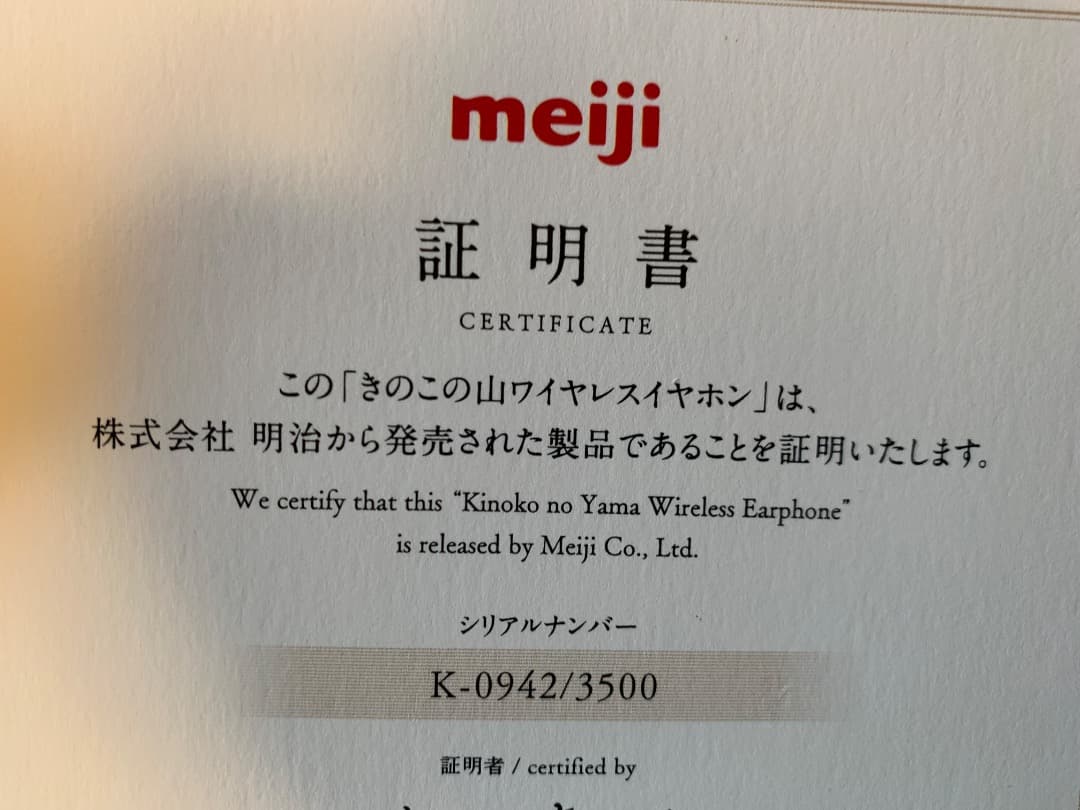 meiji
証明書
CERTIFICATE
この「きのこの山ワイヤレスイヤホン」は、
株式会社 明治から発売された製品であることを証明いたします。
We certify that this “Kinoko no Yama Wireless Earphone”
is released by Meiji Co., Ltd.
シリアルナンバー
K-0942/3500
証明者 / certified by